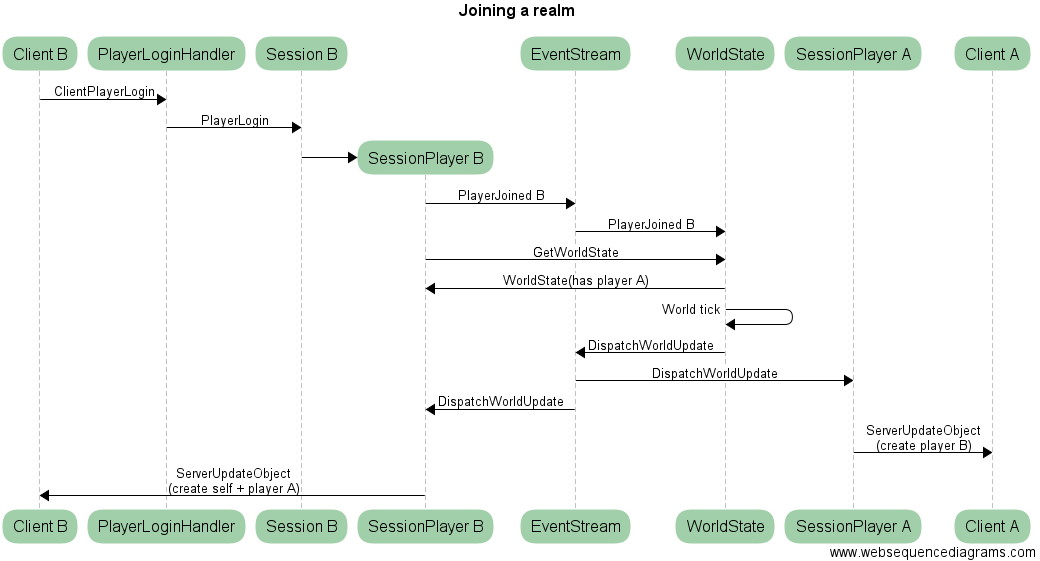 Joining a realm
Client B PlayerLoginHandler Session B EventStream WorldState SessionPlayer A Client A
ClientPlayerLogin
PlayerLogin
SessionPlayer B
PlayerJoined B
PlayerJoined B
GetWorldState
WorldState(has player A)
World tick
DispatchWorldUpdate
DispatchWorldUpdate
DispatchWorldUpdate
ServerUpdateObject
(create player B)
ServerUpdateObject
(create self + player A)
Client B PlayerLoginHandler Session B SessionPlayer B EventStream WorldState SessionPlayer A Client A
www.websequencediagrams.com